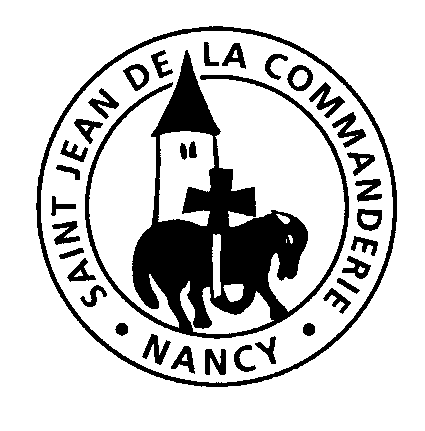 SAINT JEAN DE LA COMMANDERIE
• NANCY •